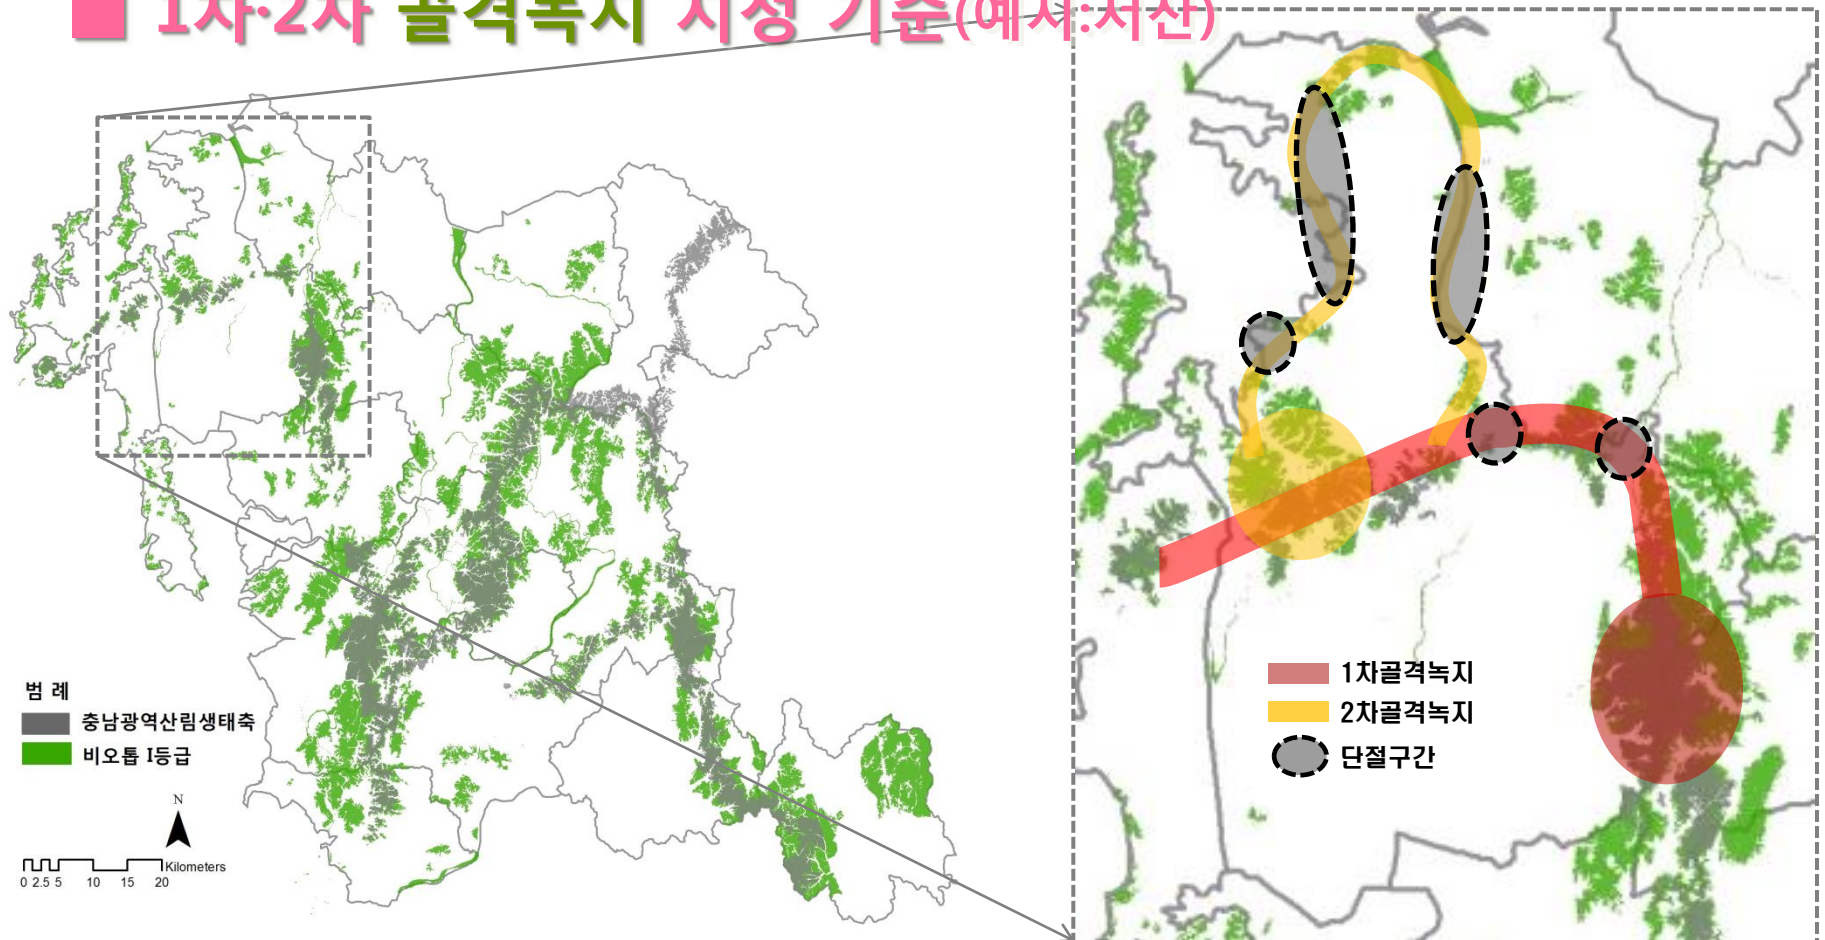 ■ 1차·2차 골격녹지 지정 기준(예시:서산)
범 례
충남광역산림생태축
비오톱 I등급
N
Kilometers
0 2.5 5 10 15 20
1차골격녹지
2차골격녹지
단절구간